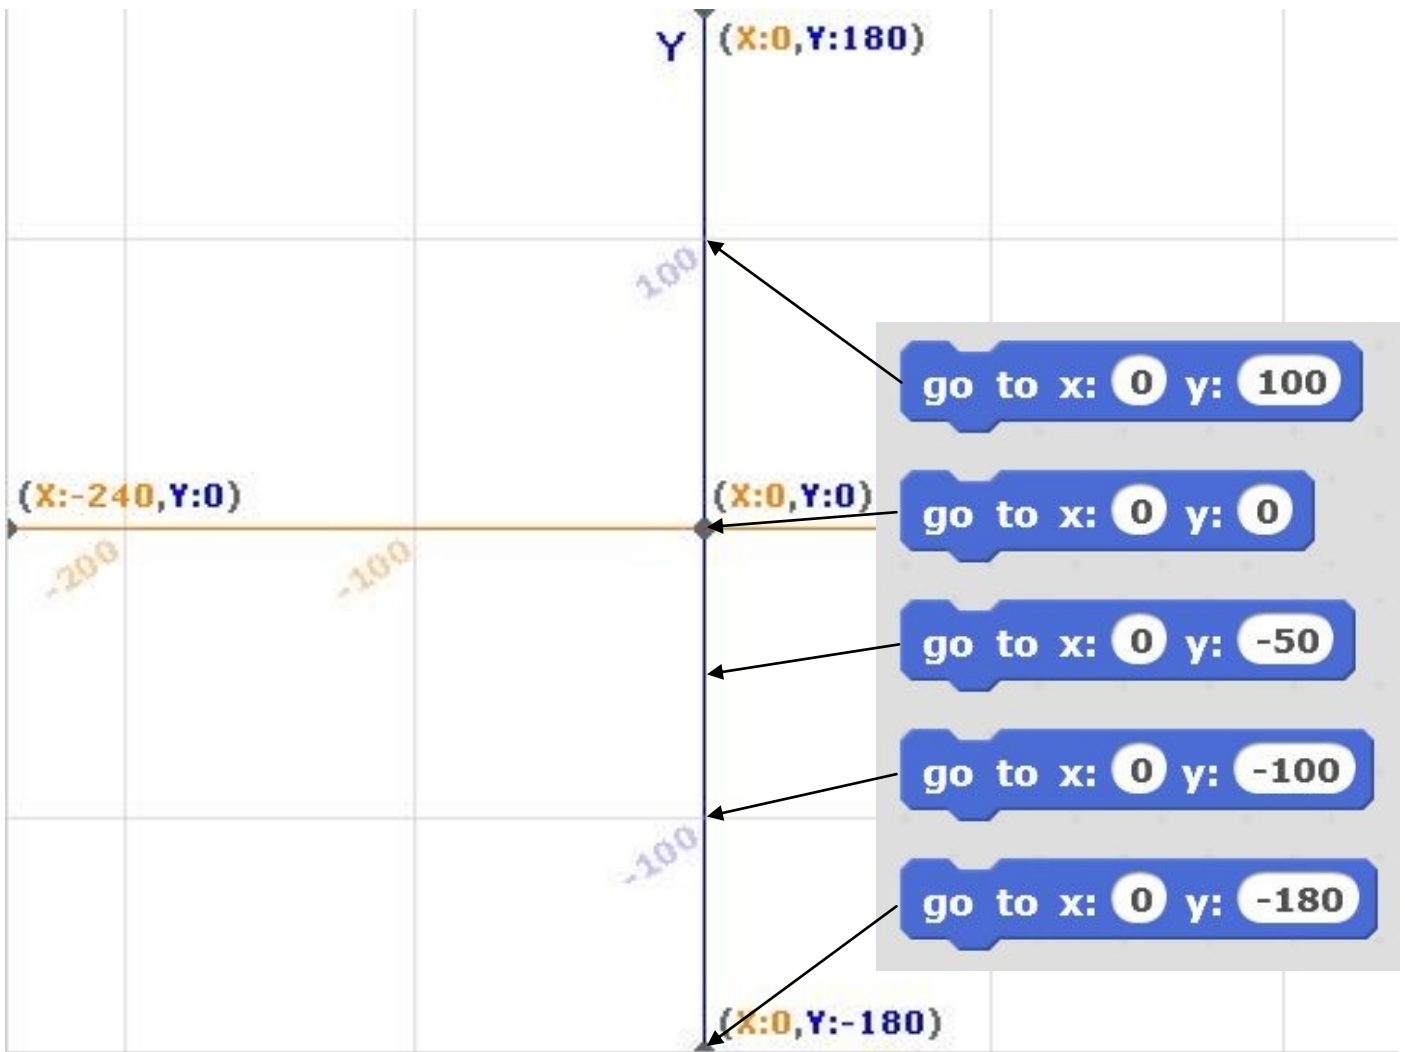 Y (X:0,Y:180)
100
go to x: 0 y: 100
(X:-240,Y:0) (X:0,Y:0)
go to x: 0 y: 0
-200 -100
go to x: 0 y: -50
go to x: 0 y: -100
-100
go to x: 0 y: -180
(X:0,Y:-180)